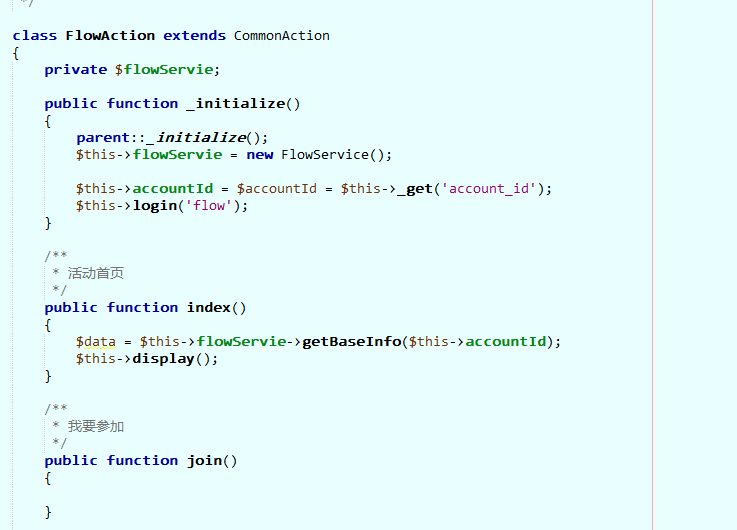 */
class FlowAction extends CommonAction
{
private $flowServie;
public function _initialize()
{
parent::_initialize();
$this->flowServie = new FlowService();
$this->accountId = $accountId = $this->_get('account_id');
$this->login('flow');
}
/**
* 活动首页
*/
public function index()
{
$data = $this->flowServie->getBaseInfo($this->accountId);
$this->display();
}
/**
* 我要参加
*/
public function join()
{
}